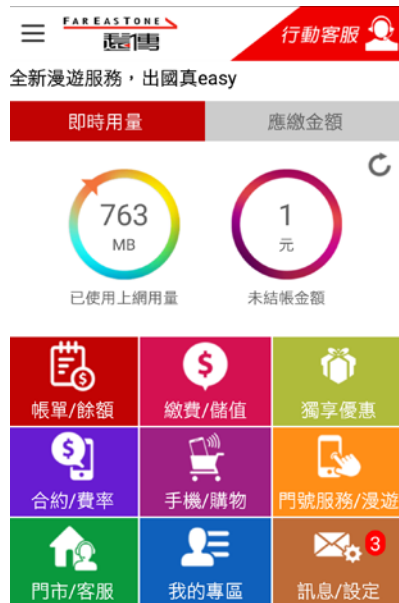 FAREASTONE
遠傳
行動客服
全新漫遊服務，出國真easy
即時用量
應繳金額
763
MB
1
元
已使用上網用量
未結帳金額
帳單/餘額
繳費/儲值
獨享優惠
合約/費率
手機/購物
門號服務/漫遊
3
門市/客服
我的專區
訊息/設定